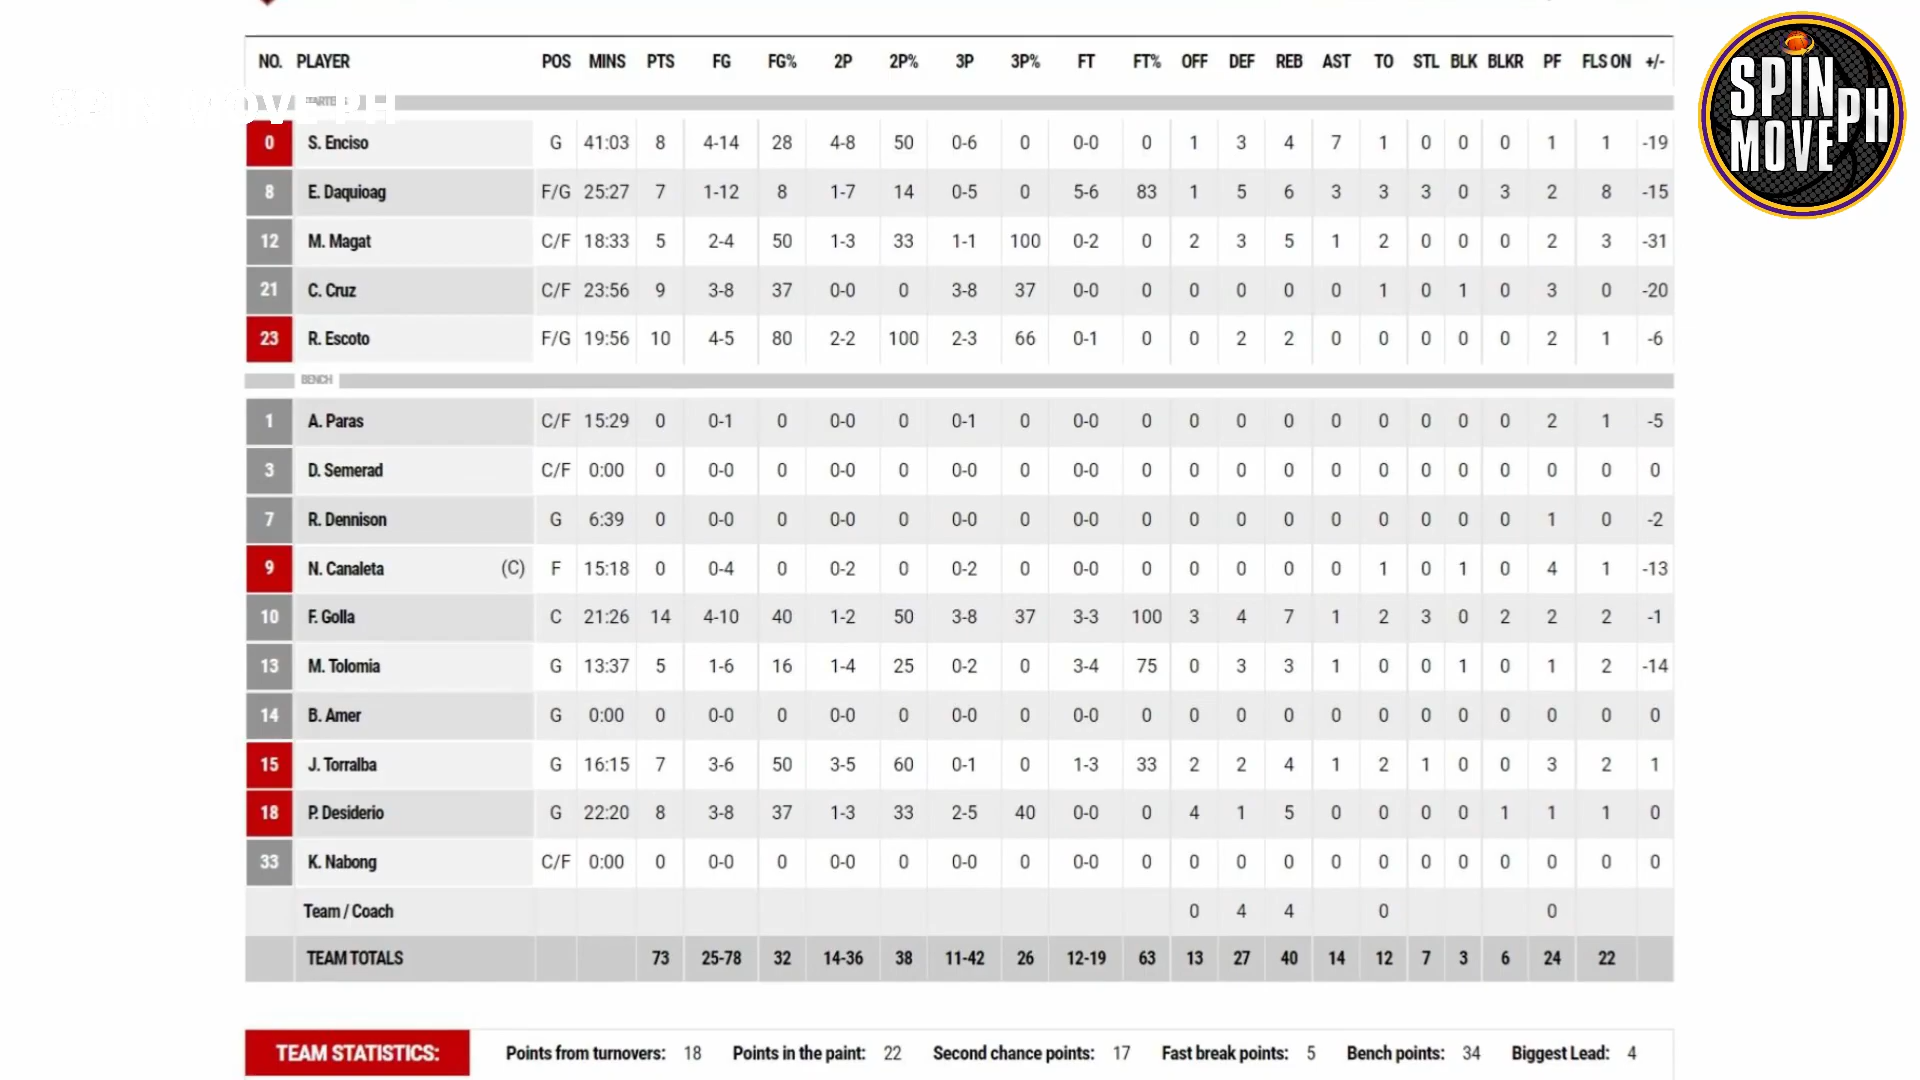 NO. PLAYER POS MINS PTS FG FG% 2P 2P% 3P 3P% FT FT% OFF DEF REB AST TO STL BLK BLKR PF FLS ON +/-
SPIN MOVE PH
0 S. Enciso G 41:03 8 4-14 28 4-8 50 0-6 0 0-0 0 1 3 4 7 1 0 0 0 1 1 -19
8 E. Daquioag F/G 25:27 7 1-12 8 1-7 14 0-5 0 5-6 83 1 5 6 3 3 3 0 3 2 8 -15
12 M. Magat C/F 18:33 5 2-4 50 1-3 33 1-1 100 0-2 0 2 3 5 1 2 0 0 0 2 3 -31
21 C. Cruz C/F 23:56 9 3-8 37 0-0 0 3-8 37 0-0 0 0 0 0 0 1 0 1 0 3 0 -20
23 R. Escoto F/G 19:56 10 4-5 80 2-2 100 2-3 66 0-1 0 0 2 2 0 0 0 0 0 2 1 -6
BENCH
1 A. Paras C/F 15:29 0 0-1 0 0-0 0 0-1 0 0-0 0 0 0 0 0 0 0 0 0 2 1 -5
3 D. Semerad C/F 0:00 0 0-0 0 0-0 0 0-0 0 0-0 0 0 0 0 0 0 0 0 0 0 0 0
7 R. Dennison G 6:39 0 0-0 0 0-0 0 0-0 0 0-0 0 0 0 0 0 0 0 0 0 1 0 -2
9 N. Canaleta (C) F 15:18 0 0-4 0 0-2 0 0-2 0 0-0 0 0 0 0 0 1 0 1 0 4 1 -13
10 F. Golla C 21:26 14 4-10 40 1-2 50 3-8 37 3-3 100 3 4 7 1 2 3 0 2 2 2 -1
13 M. Tolomia G 13:37 5 1-6 16 1-4 25 0-2 0 3-4 75 0 3 3 1 0 0 1 0 1 2 -14
14 B. Amer G 0:00 0 0-0 0 0-0 0 0-0 0 0-0 0 0 0 0 0 0 0 0 0 0 0 0
15 J. Torralba G 16:15 7 3-6 50 3-5 60 0-1 0 1-3 33 2 2 4 1 2 1 0 0 3 2 1
18 P. Desiderio G 22:20 8 3-8 37 1-3 33 2-5 40 0-0 0 4 1 5 0 0 0 0 1 1 1 0
33 K. Nabong C/F 0:00 0 0-0 0 0-0 0 0-0 0 0-0 0 0 0 0 0 0 0 0 0 0 0 0
Team / Coach 0 4 4 0 0
TEAM TOTALS 73 25-78 32 14-36 38 11-42 26 12-19 63 13 27 40 14 12 7 3 6 24 22
TEAM STATISTICS: Points from turnovers: 18 Points in the paint: 22 Second chance points: 17 Fast break points: 5 Bench points: 34 Biggest Lead: 4
SPIN
MOVE
PH